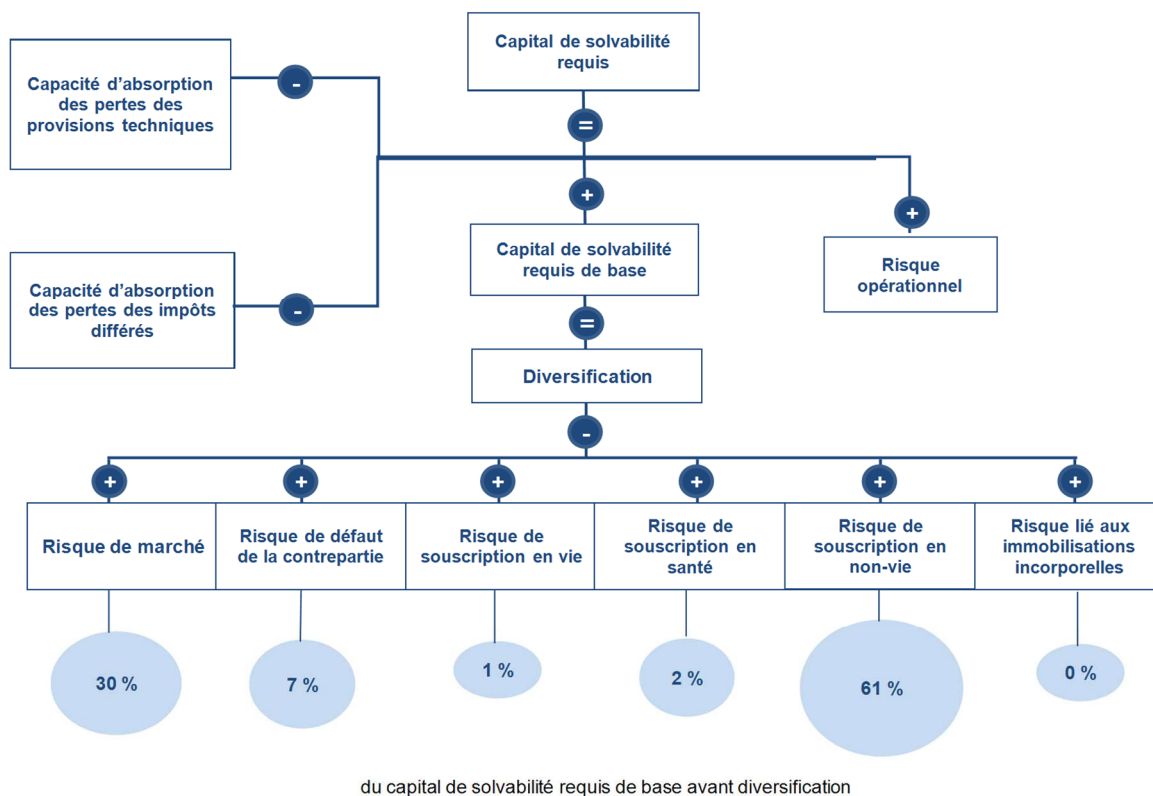 Capital de solvabilité
requis
Capacité d'absorption
des pertes des
provisions techniques
-
=
+
+
Capital de solvabilité
requis de base
Risque
opérationnel
Capacité d'absorption
des pertes des impôts
différés
-
=
Diversification
-
+
+
+
+
+
+
Risque de marché
Risque de défaut
de la contrepartie
Risque de
souscription en vie
Risque de
souscription en
santé
Risque de
souscription en
non-vie
Risque lié aux
immobilisations
incorporelles
30 %
7 %
1 %
2 %
61 %
0 %
du capital de solvabilité requis de base avant diversification